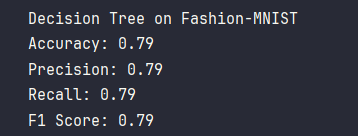 Decision Tree on Fashion-MNIST
Accuracy: 0.79
Precision: 0.79
Recall: 0.79
F1 Score: 0.79